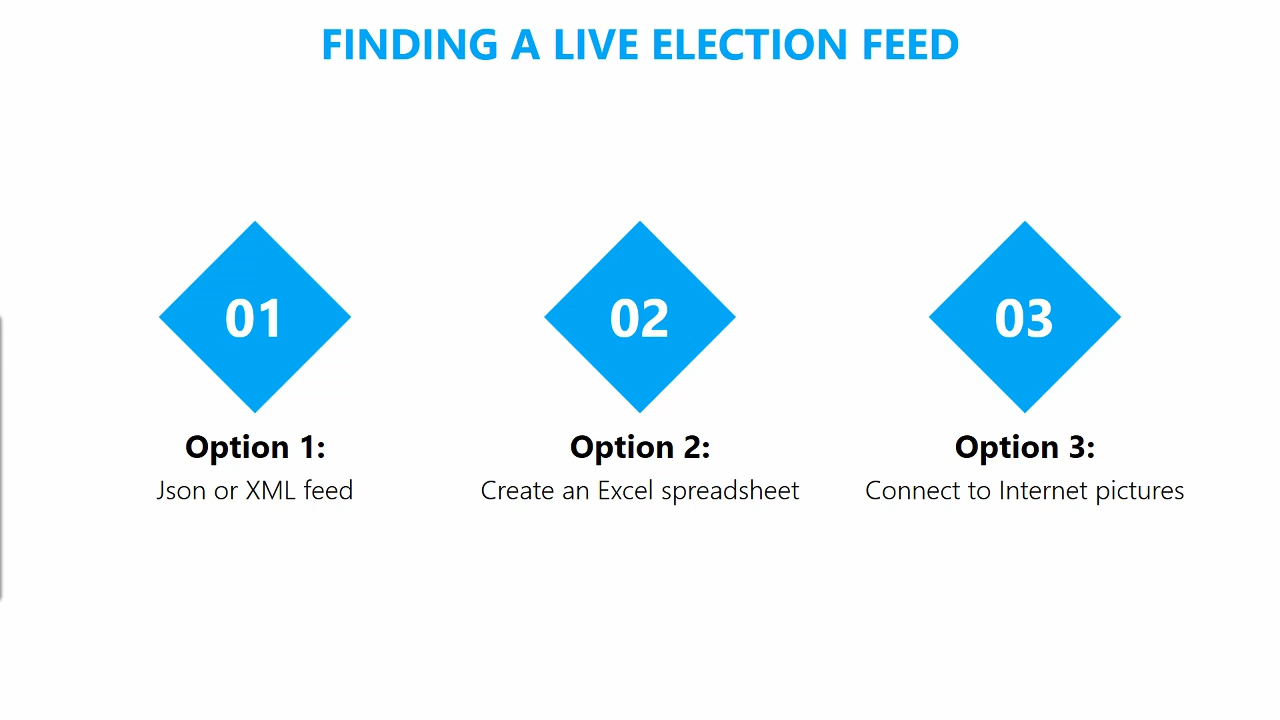 FINDING A LIVE ELECTION FEED
01
02
03
Option 1:
Json or XML feed
Option 2:
Create an Excel spreadsheet
Option 3:
Connect to Internet pictures